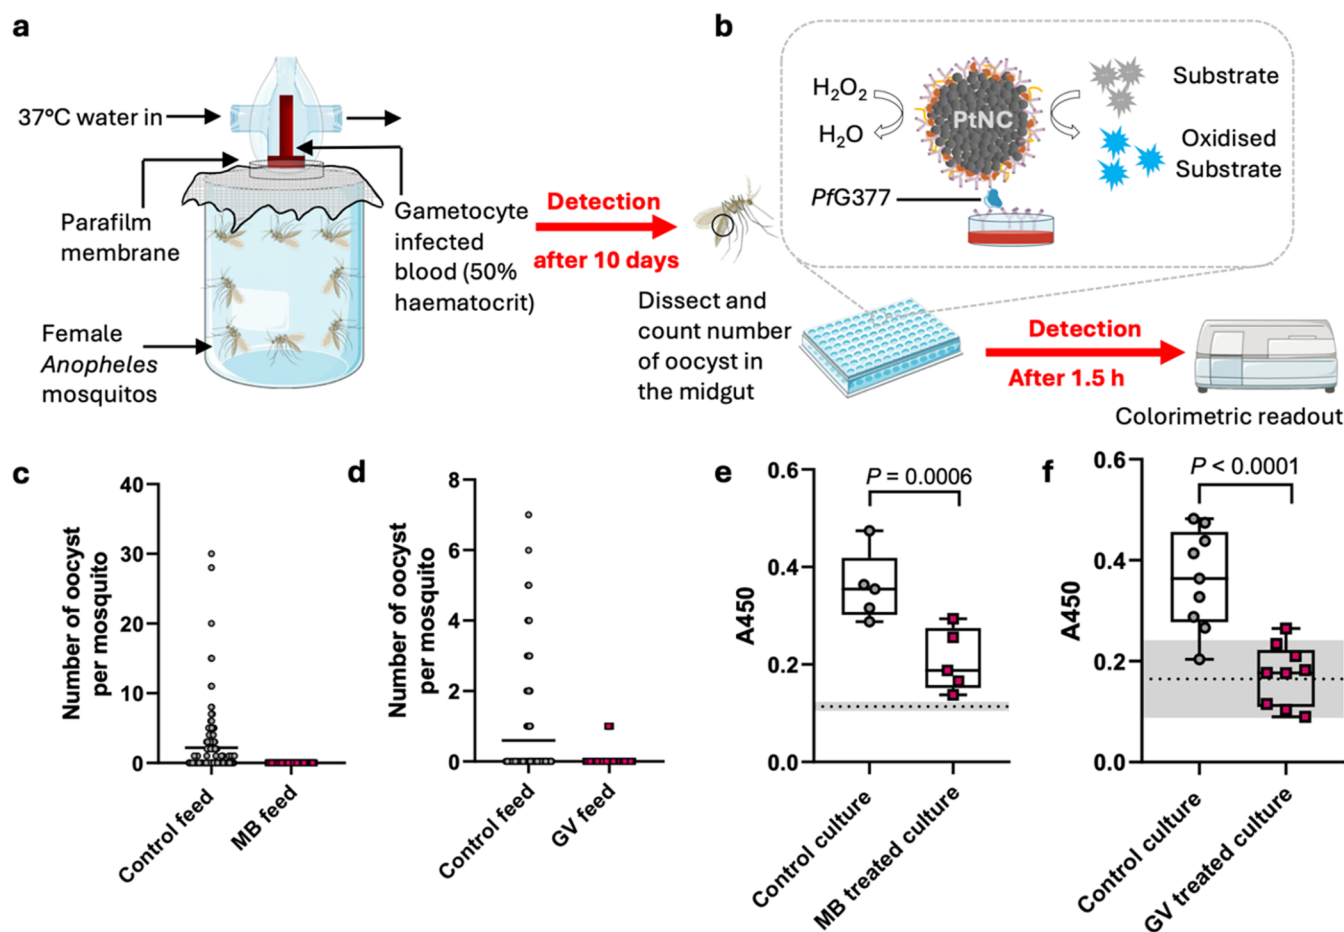 a
37°C water in
Parafilm
membrane
Female
Anopheles
mosquitos
Gametocyte
infected
blood (50%
haematocrit)
Detection
after 10 days
Dissect and
count number
of oocyst in
the midgut
b
H₂O₂
H₂O
PtNC
PfG377
Substrate
Oxidised
Substrate
Detection
After 1.5 h
Colorimetric readout
c
Number of oocyst
per mosquito
40
30
20
10
0
Control feed
MB feed
d
Number of oocyst
per mosquito
8
6
4
2
0
Control feed
GV feed
e
A450
0.6
0.4
0.2
0.0
P = 0.0006
Control culture
MB treated culture
f
A450
0.6
0.4
0.2
0.0
P < 0.0001
Control culture
GV treated culture